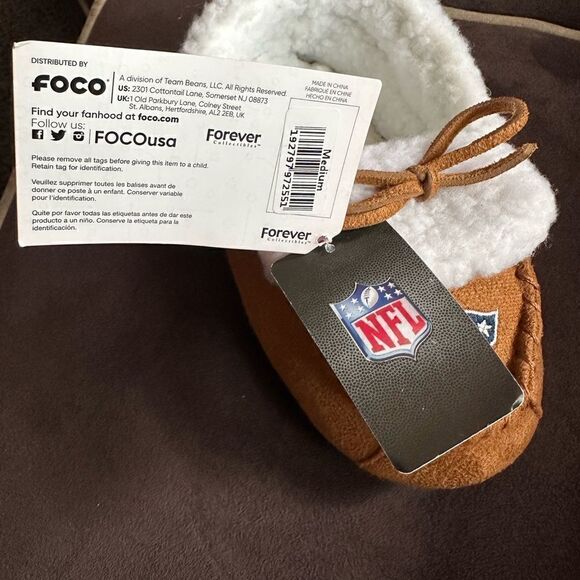 DISTRIBUTED BY
FOCO
A division of Team Beans, LLC. All Rights Reserved.
US: 2301 Cottontail Lane, Somerset NJ 08873
UK:1 Old Parkbury Lane, Colney Street
St. Albans, Hertfordshire, AL2 2EB, UK
Find your fanhood at foco.com
Follow us:
FOCOusa
Forever
Collectibles
Please remove all tags before giving this item to a child.
Retain tag for identification.
Veuillez supprimer toutes les balises avant de
donner ce poste à un enfant. Conserver variable
pour l'identification.
Quite por favor todas las etiquetas antes de dar este
producto a un niño. Conserve la etiqueta para la
identificación.
MADE IN CHINA
FABRIQUÉ EN CHINE
HECHO EN CHINA
Medium
192797972551
Forever
Collectibles
NFL